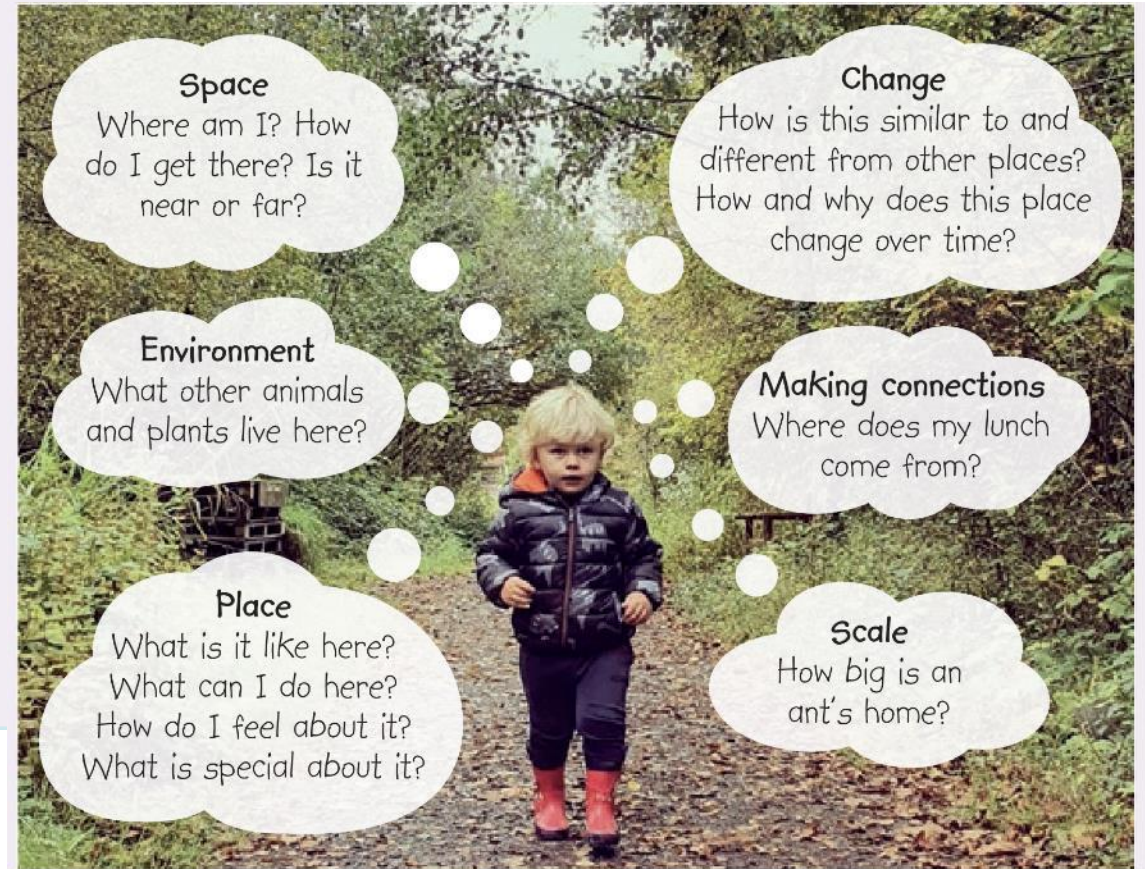 Space
Where am I? How
do I get there? Is it
near or far?
Change
How is this similar to and
different from other places?
How and why does this place
change over time?
Environment
What other animals
and plants live here?
Making connections
Where does my lunch
come from?
Place
What is it like here?
What can I do here?
How do I feel about it?
What is special about it?
Scale
How big is an
ant's home?